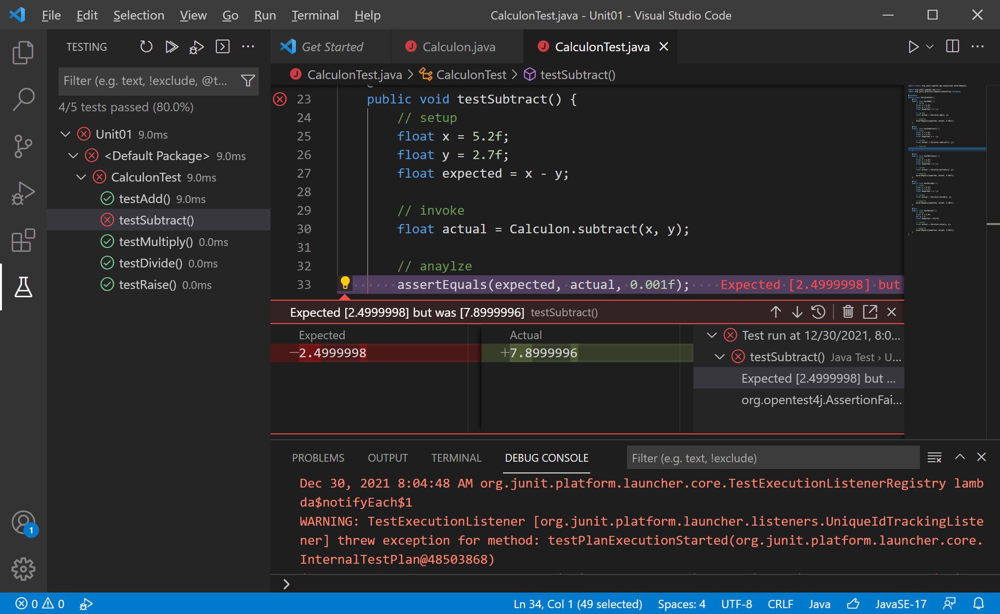 File Edit Selection View Go Run Terminal Help
CalculonTest.java - Unit01 - Visual Studio Code
TESTING
Filter (e.g. text, !exclude, @t...
4/5 tests passed (80.0%)
Unit01 9.0ms
<Default Package> 9.0ms
CalculonTest 9.0ms
testAdd() 9.0ms
testSubtract()
testMultiply() 0.0ms
testDivide() 0.0ms
testRaise() 0.0ms
1
Get Started
Calculon.java
CalculonTest.java
CalculonTest.java > CalculonTest > testSubtract()
23 public void testSubtract() {
24 // setup
25 float x = 5.2f;
26 float y = 2.7f;
27 float expected = x - y;
28
29 // invoke
30 float actual = Calculon.subtract(x, y);
31
32 // anaylze
33 assertEquals(expected, actual, 0.001f); Expected [2.4999998] but
Expected [2.4999998] but was [7.8999996] testSubtract()
Expected
2.4999998
Actual
7.8999996
Test run at 12/30/2021, 8:0...
testSubtract() Java Test › U...
Expected [2.4999998] but ...
org.opentest4j.AssertionFai...
PROBLEMS OUTPUT TERMINAL DEBUG CONSOLE
Filter (e.g. text, !exclude)
Dec 30, 2021 8:04:48 AM org.junit.platform.launcher.core.TestExecutionListenerRegistry lamb
da$notifyEach$1
WARNING: TestExecutionListener [org.junit.platform.launcher.listeners.UniqueIdTrackingListe
ner] threw exception for method: testPlanExecutionStarted(org.junit.platform.launcher.core.
InternalTestPlan@48503868)
0 0
Ln 34, Col 1 (49 selected) Spaces: 4 UTF-8 CRLF Java JavaSE-17